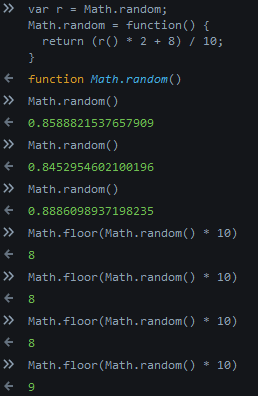 var r = Math.random;
Math.random = function() {
  return (r() * 2 + 8) / 10;
}
function Math.random()
Math.random()
0.8588821537657909
Math.random()
0.8452954602100196
Math.random()
0.8886098937198235
Math.floor(Math.random() * 10)
8
Math.floor(Math.random() * 10)
8
Math.floor(Math.random() * 10)
8
Math.floor(Math.random() * 10)
9